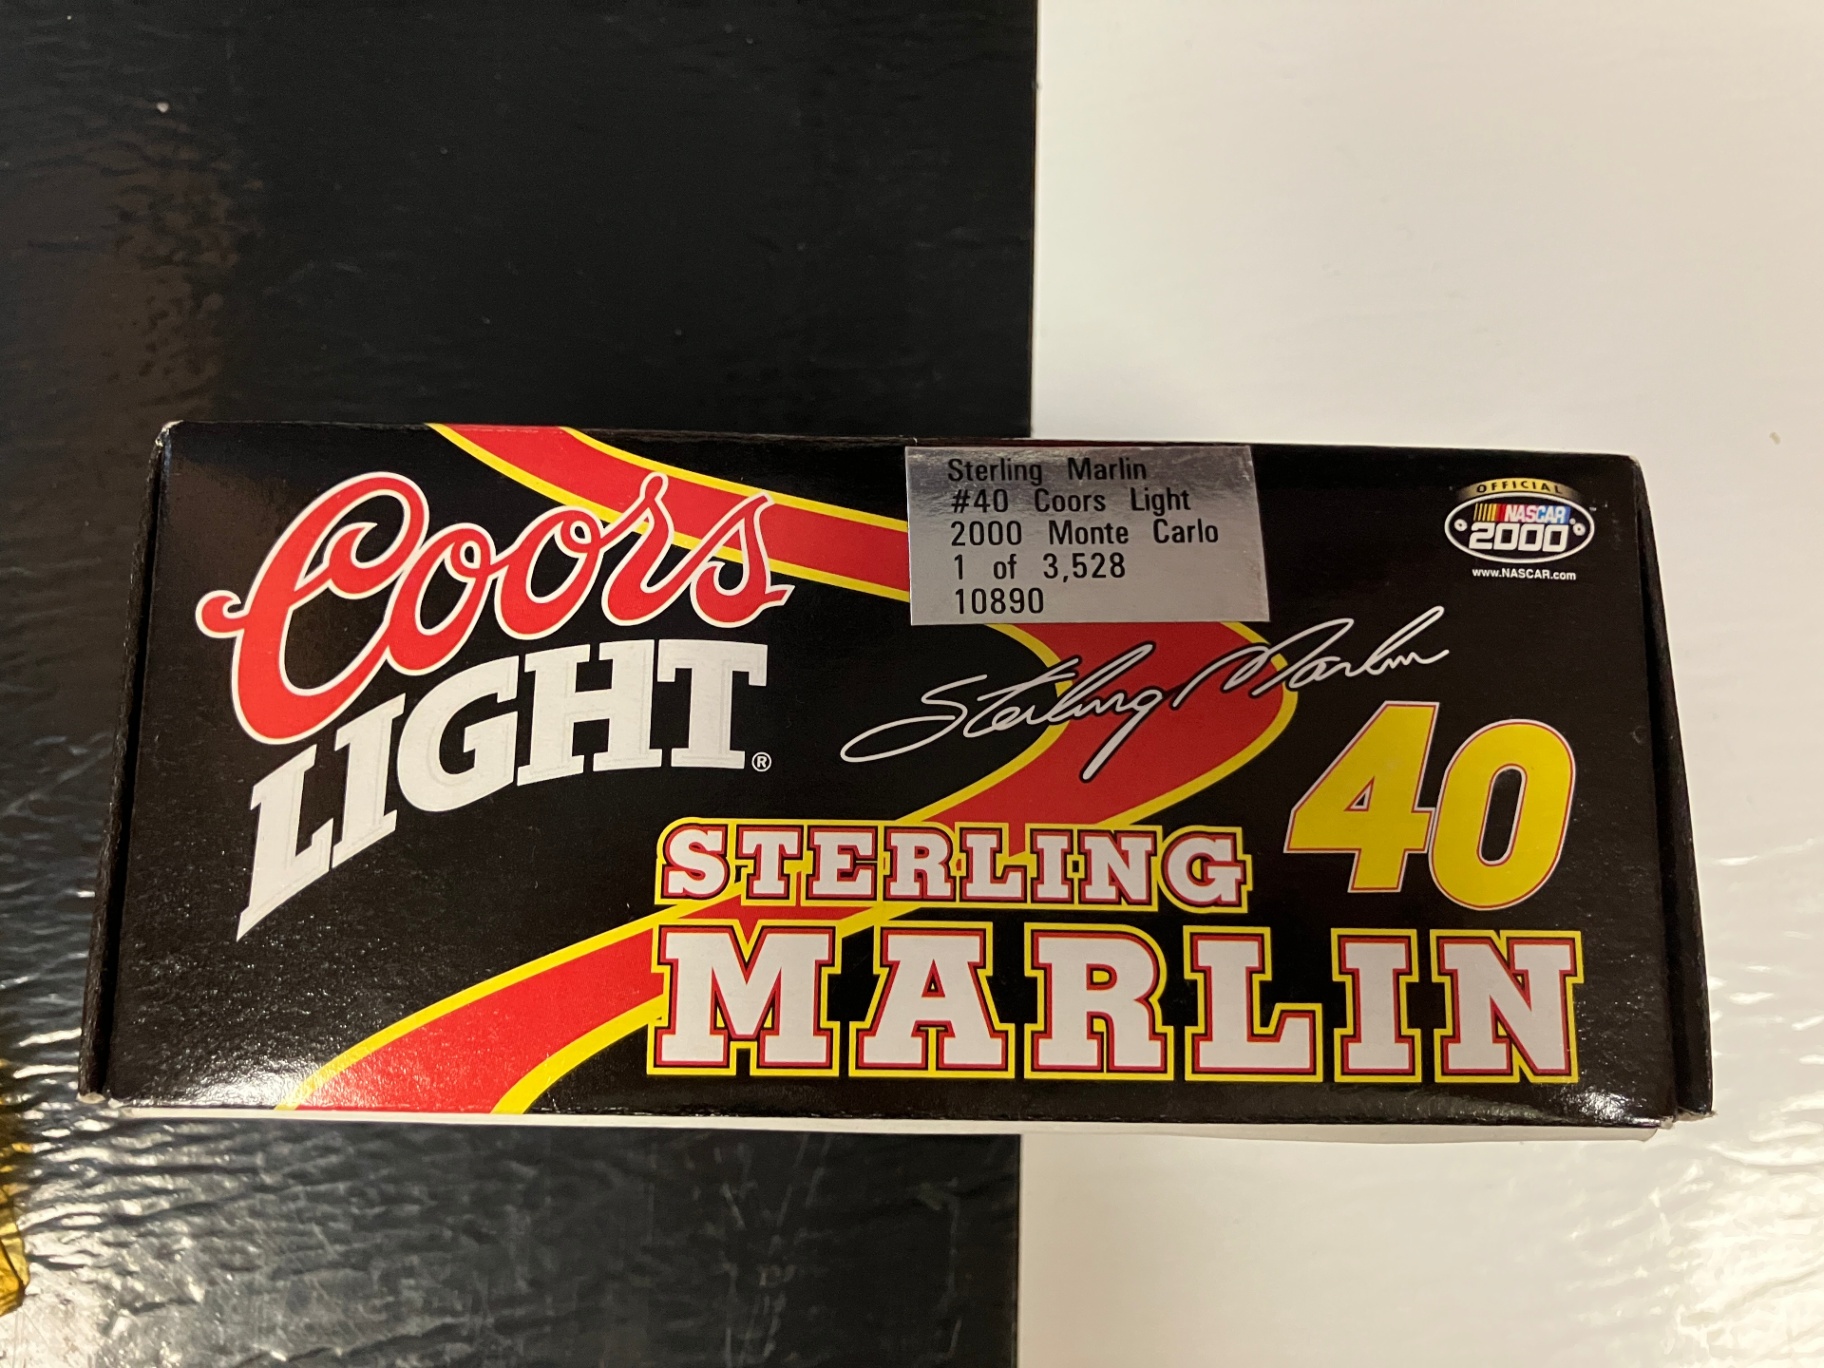 Coors
LIGHT®
Sterling Marlin
#40 Coors Light
2000 Monte Carlo
1 of 3,528
10890
OFFICIAL
NASCAR
2000
www.NASCAR.com
Sterling Marlin
40
STERLING
MARLIN